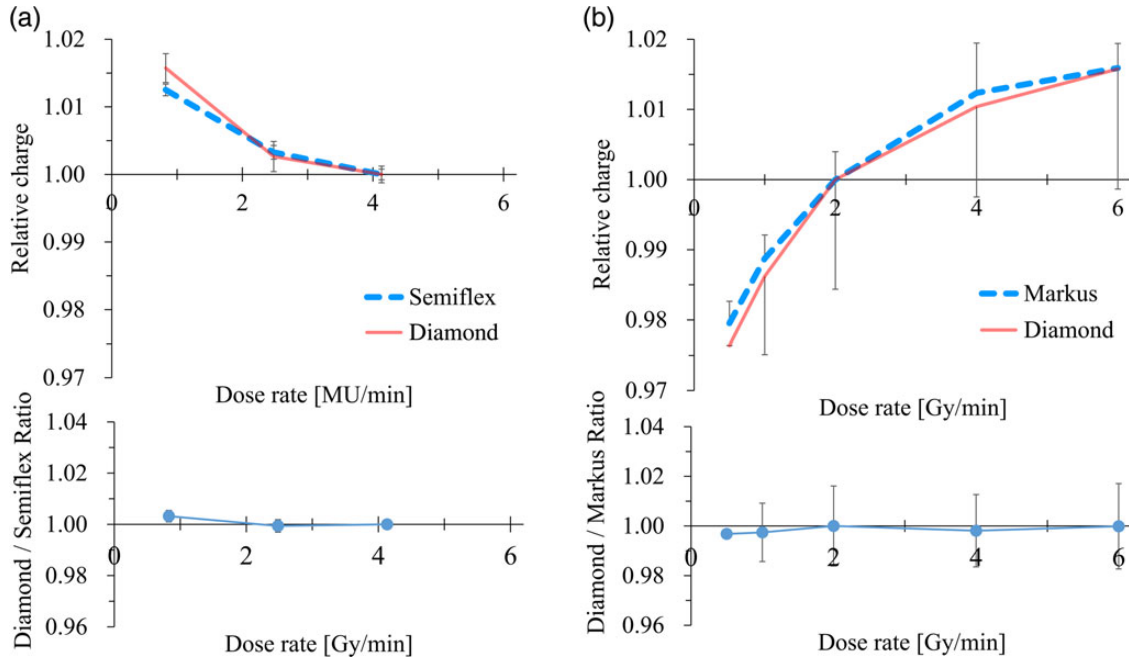 (a)
1.02
1.01
1.00
0.99
0.98
0.97
0 2 4 6
Relative charge
Semiflex
Diamond
Dose rate [MU/min]
1.04
1.02
1.00
0.98
0.96
0 2 4 6
Diamond / Semiflex Ratio
Dose rate [Gy/min]
(b)
1.02
1.01
1.00
0.99
0.98
0.97
0 2 4 6
Relative charge
Markus
Diamond
Dose rate [Gy/min]
1.04
1.02
1.00
0.98
0.96
0 2 4 6
Diamond / Markus Ratio
Dose rate [Gy/min]